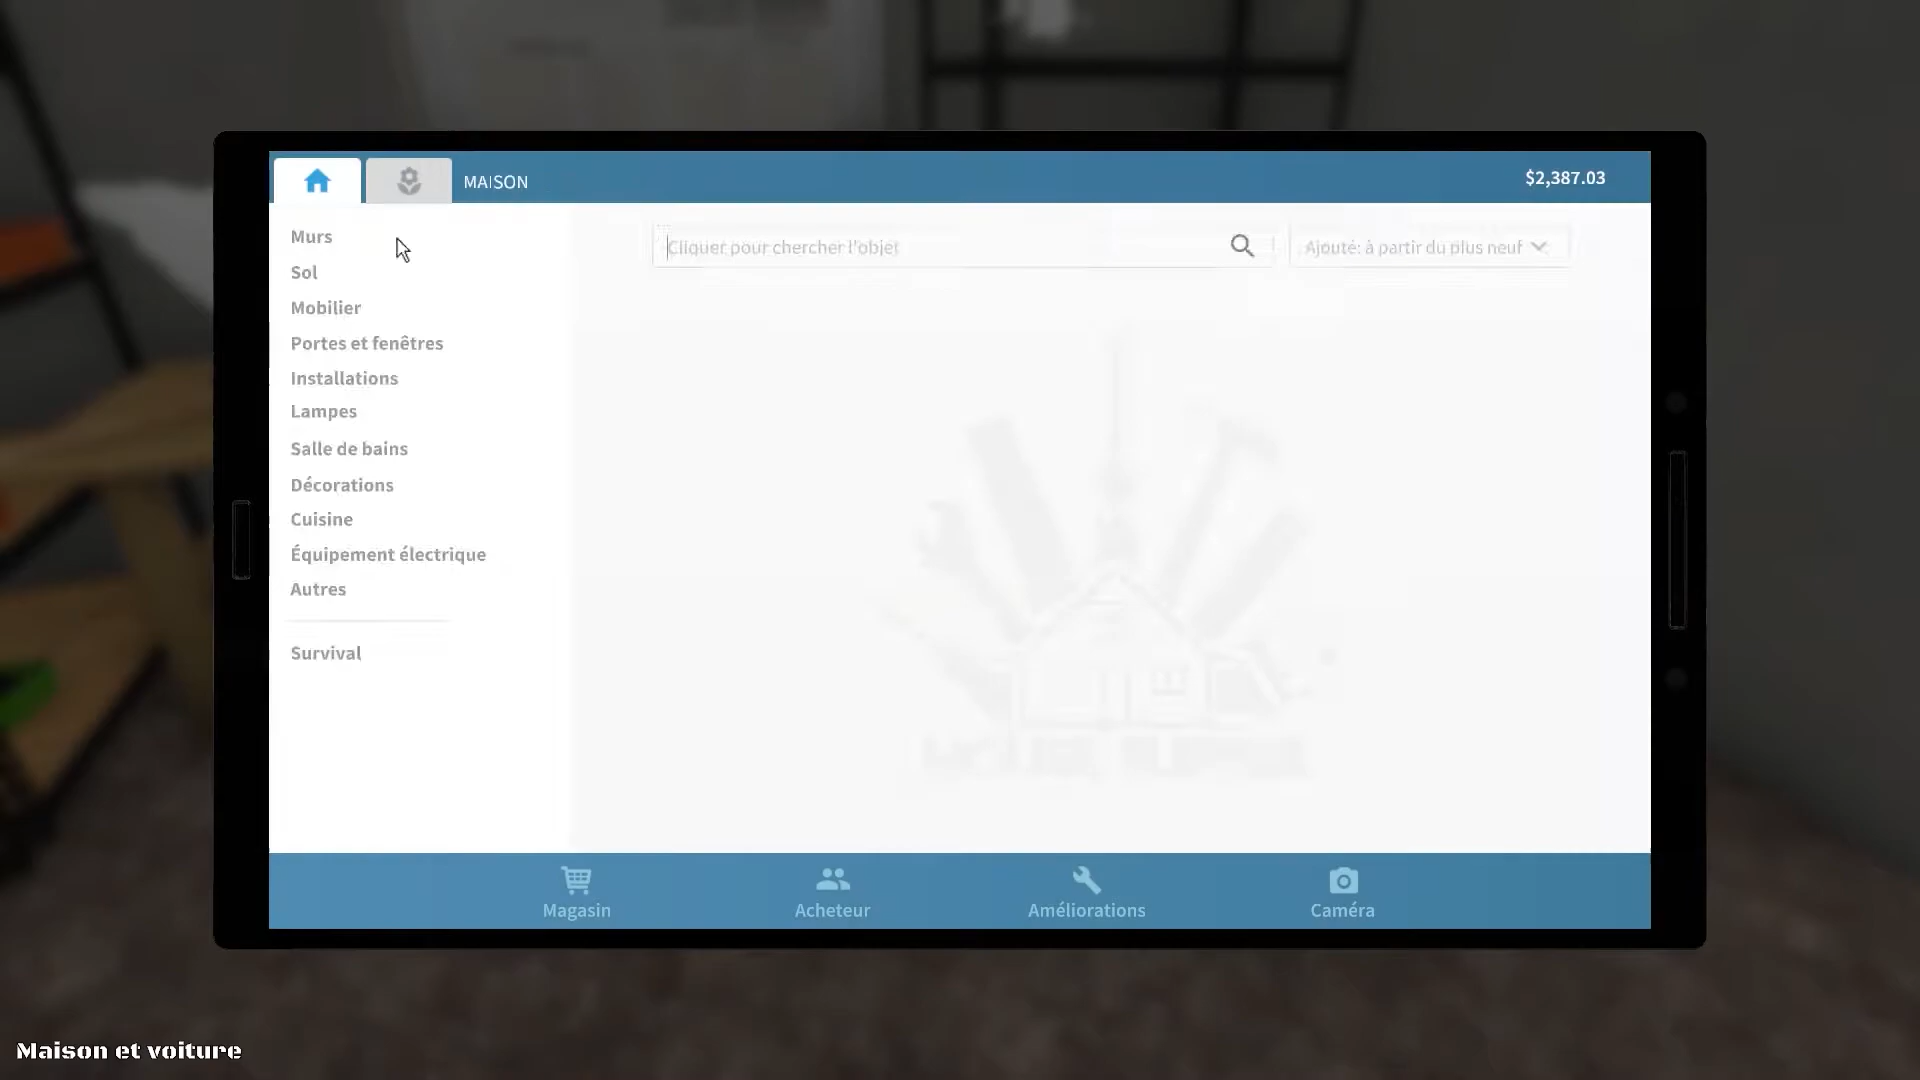 MAISON
$2,387.03
Murs
Sol
Mobilier
Portes et fenêtres
Installations
Lampes
Salle de bains
Décorations
Cuisine
Équipement électrique
Autres
Survival
Cliquer pour chercher l'objet
Ajouté: à partir du plus neuf
Magasin
Acheteur
Améliorations
Caméra
Maison et voiture